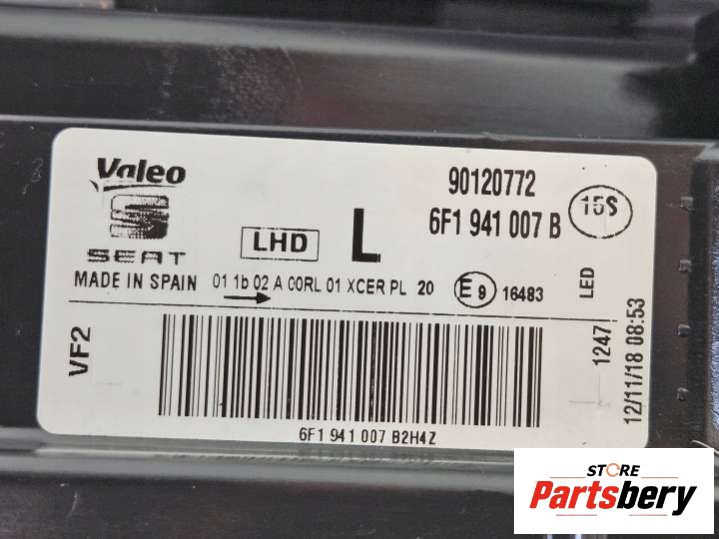 Valeo
SEAT
MADE IN SPAIN
LHD
L
90120772
6F1 941 007 B
15S
01 1b 02 A 00RL 01 XCER PL 20
E 9 16483
LED
VF2
1247
12/11/18 08:53
6F1 941 007 B2H4Z
STORE
Partsbery